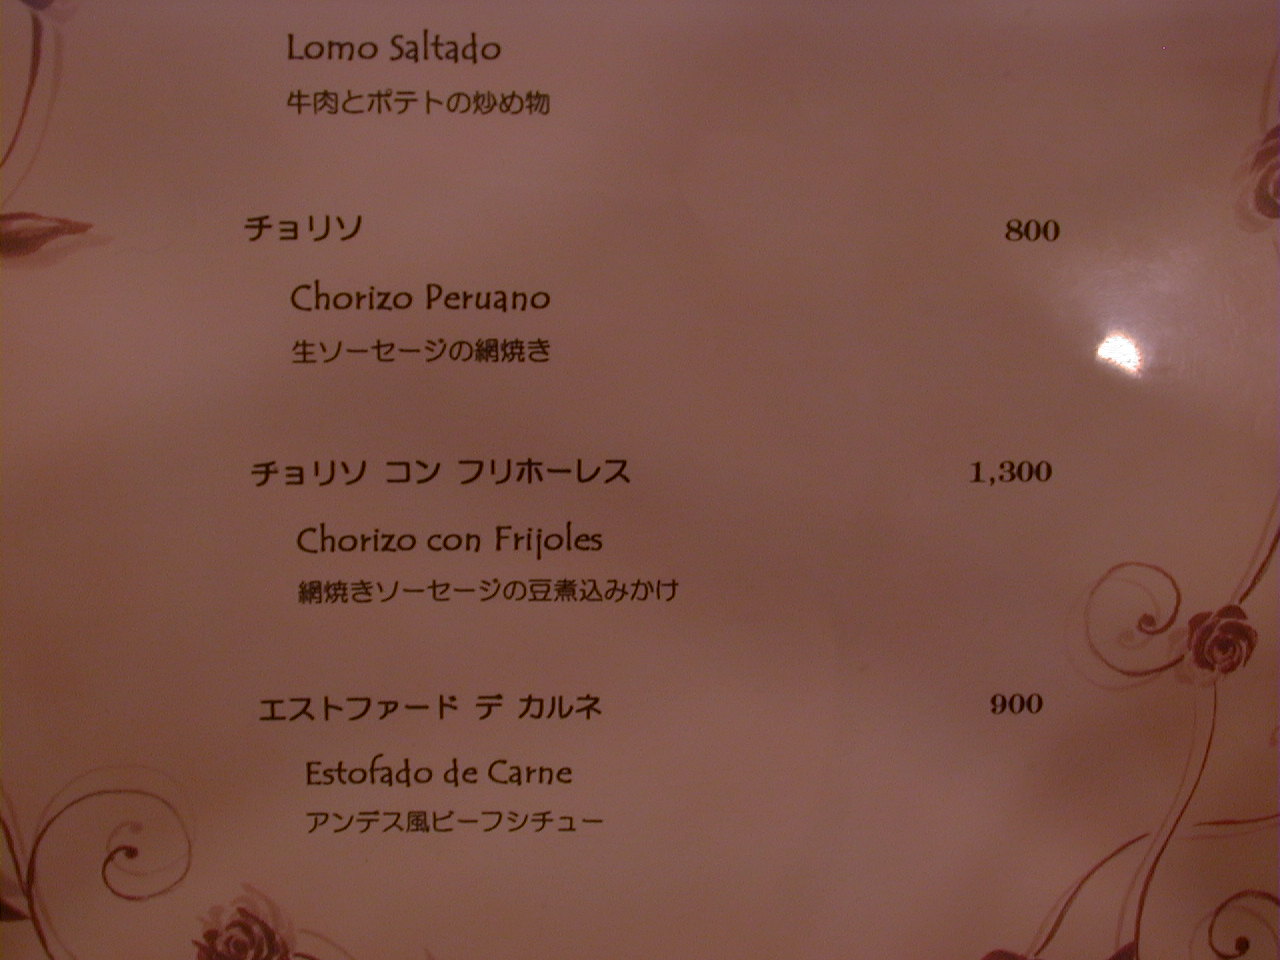 Lomo Saltado
牛肉とポテトの炒め物
チョリソ 800
Chorizo Peruano
生ソーセージの網焼き
チョリソ コン フリホーレス 1,300
Chorizo con Frijoles
網焼きソーセージの豆煮込みかけ
エストファード デ カルネ 900
Estofado de Carne
アンデス風ビーフシチュー